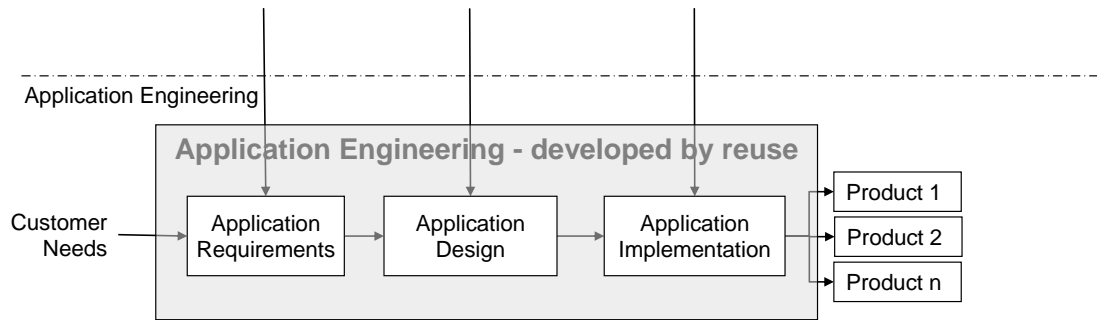 Application Engineering
Application Engineering - developed by reuse
Customer
Needs
Application
Requirements
Application
Design
Application
Implementation
Product 1
Product 2
Product n